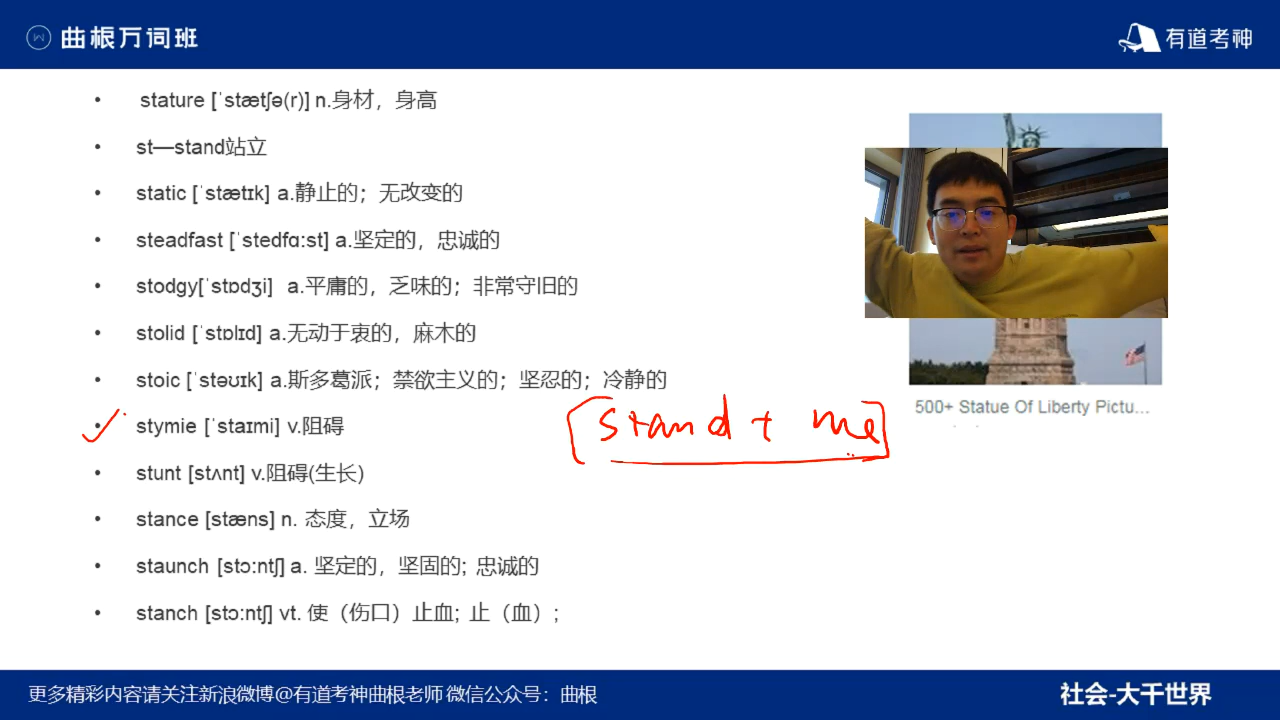 曲根万词班
有道考神
• stature [ˈstætʃə(r)] n.身材，身高
• st—stand站立
• static [ˈstætɪk] a.静止的；无改变的
• steadfast [ˈstedfɑːst] a.坚定的，忠诚的
• stodgy[ˈstɒdʒi] a.平庸的，乏味的；非常守旧的
• stolid [ˈstɒlɪd] a.无动于衷的，麻木的
• stoic [ˈstəʊɪk] a.斯多葛派；禁欲主义的；坚忍的；冷静的
• stymie [ˈstaɪmi] v.阻碍
stand + me
• stunt [stʌnt] v.阻碍(生长)
• stance [stæns] n. 态度，立场
• staunch [stɔːntʃ] a. 坚定的，坚固的; 忠诚的
• stanch [stɔːntʃ] vt. 使（伤口）止血; 止（血）;
500+ Statue Of Liberty Pictu...
更多精彩内容请关注新浪微博@有道考神曲根老师 微信公众号：曲根
社会-大千世界